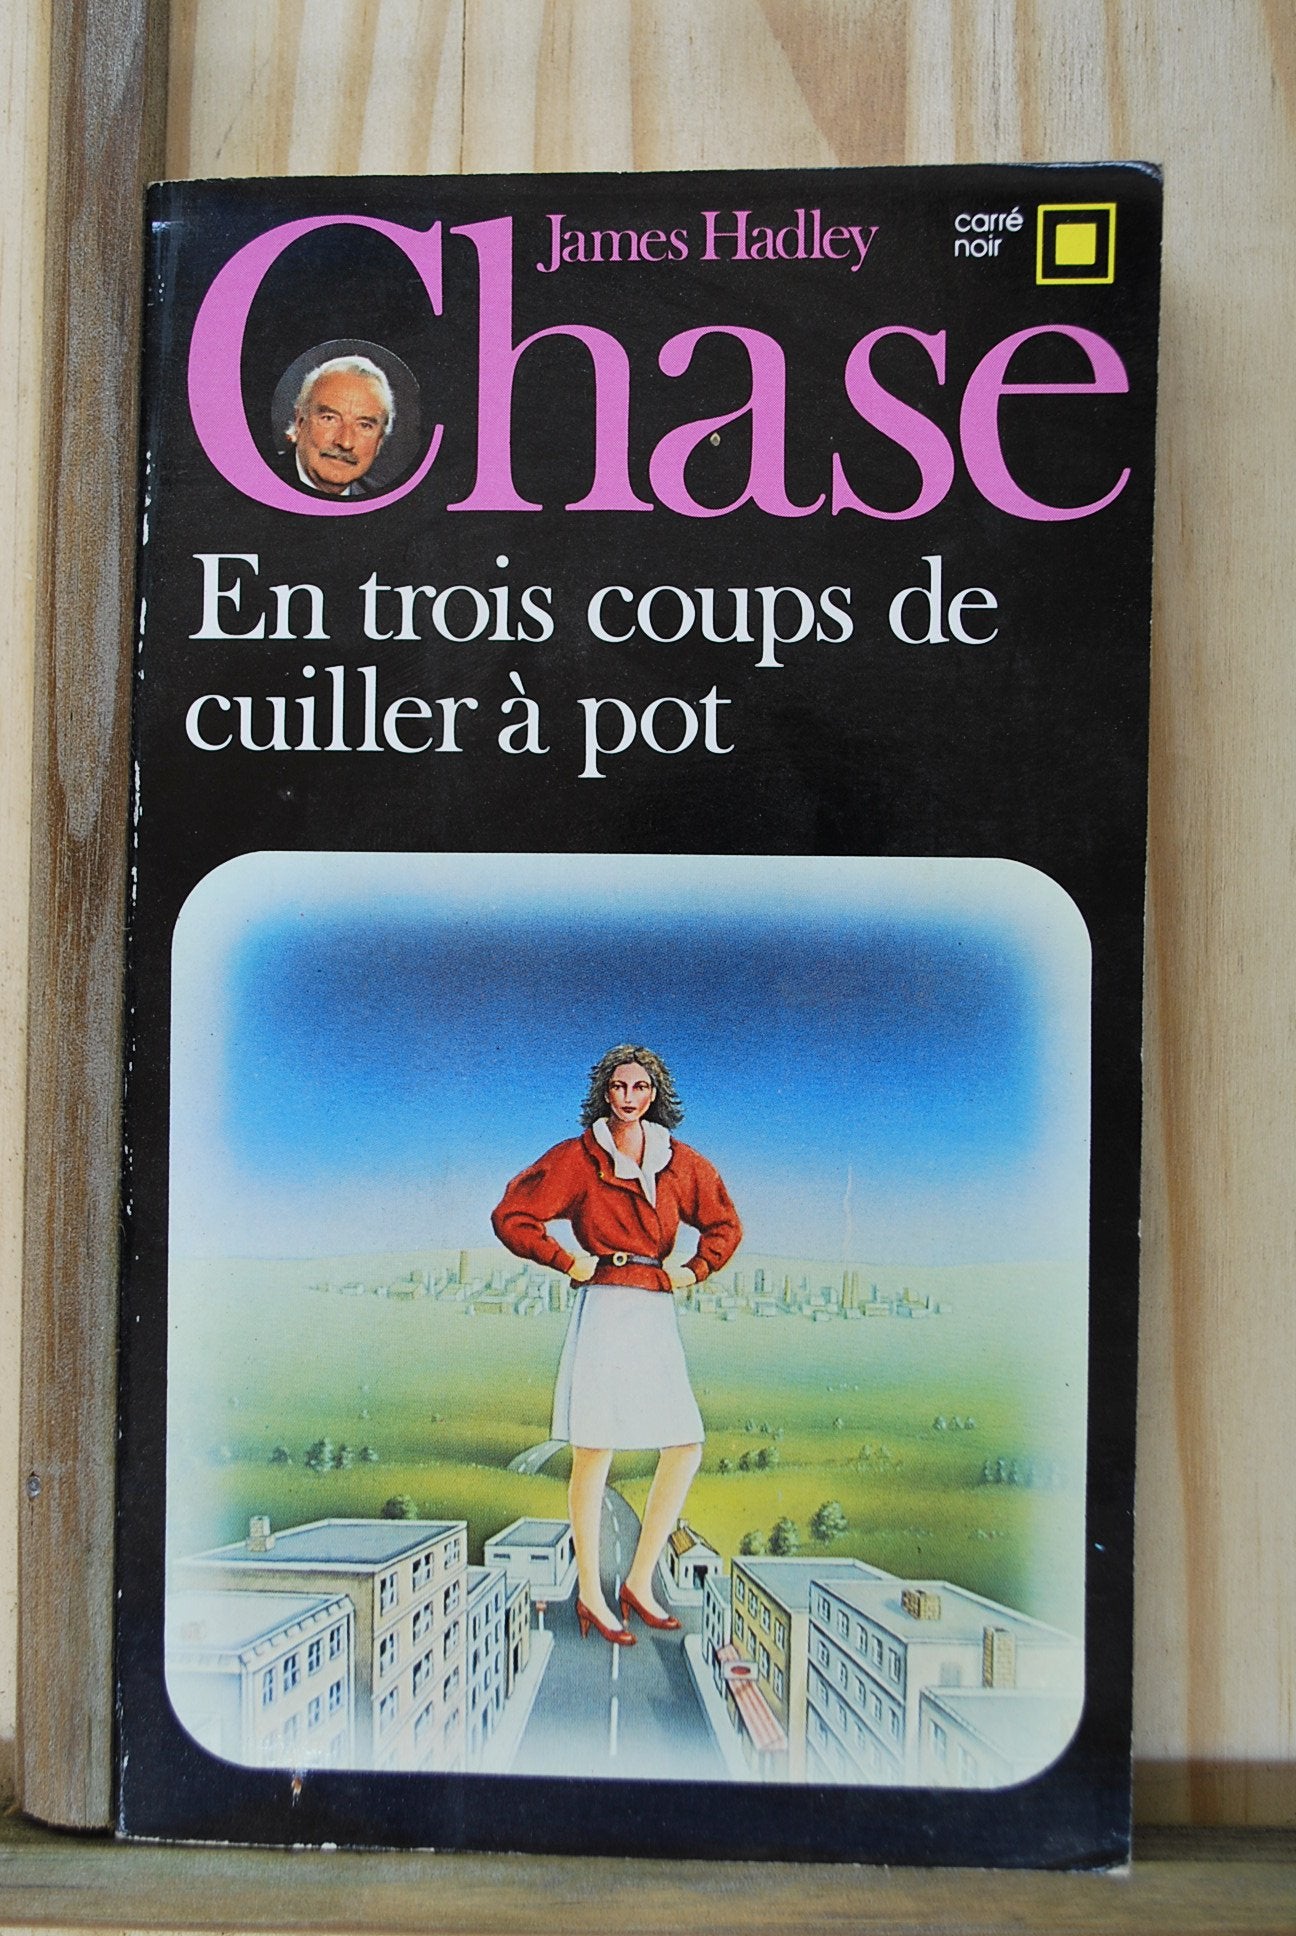 James Hadley
Chase
carré
noir
En trois coups de
cuiller à pot